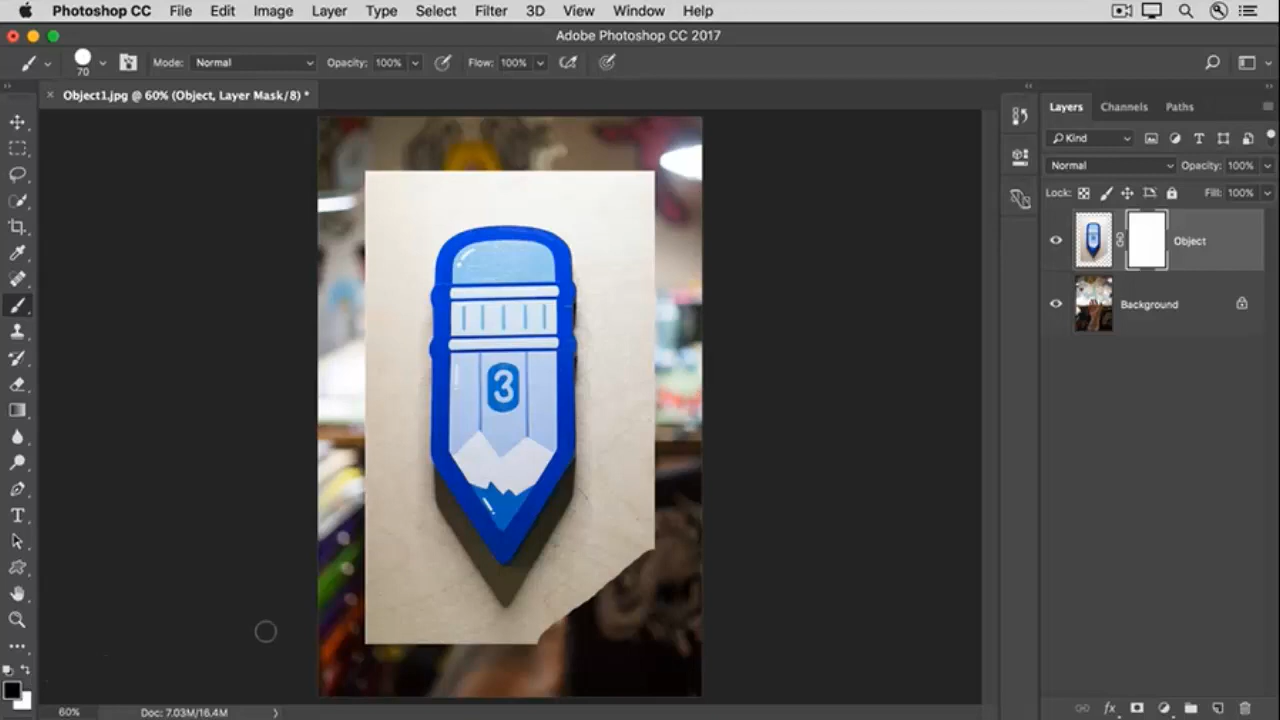 Photoshop CC File Edit Image Layer Type Select Filter 3D View Window Help
Adobe Photoshop CC 2017
70 Mode: Normal Opacity: 100% Flow: 100%
Object1.jpg @ 60% (Object, Layer Mask/8) *
Layers Channels Paths
Kind
Normal Opacity: 100%
Lock: Fill: 100%
Object
Background
3
60% Doc: 7.03M/16.4M